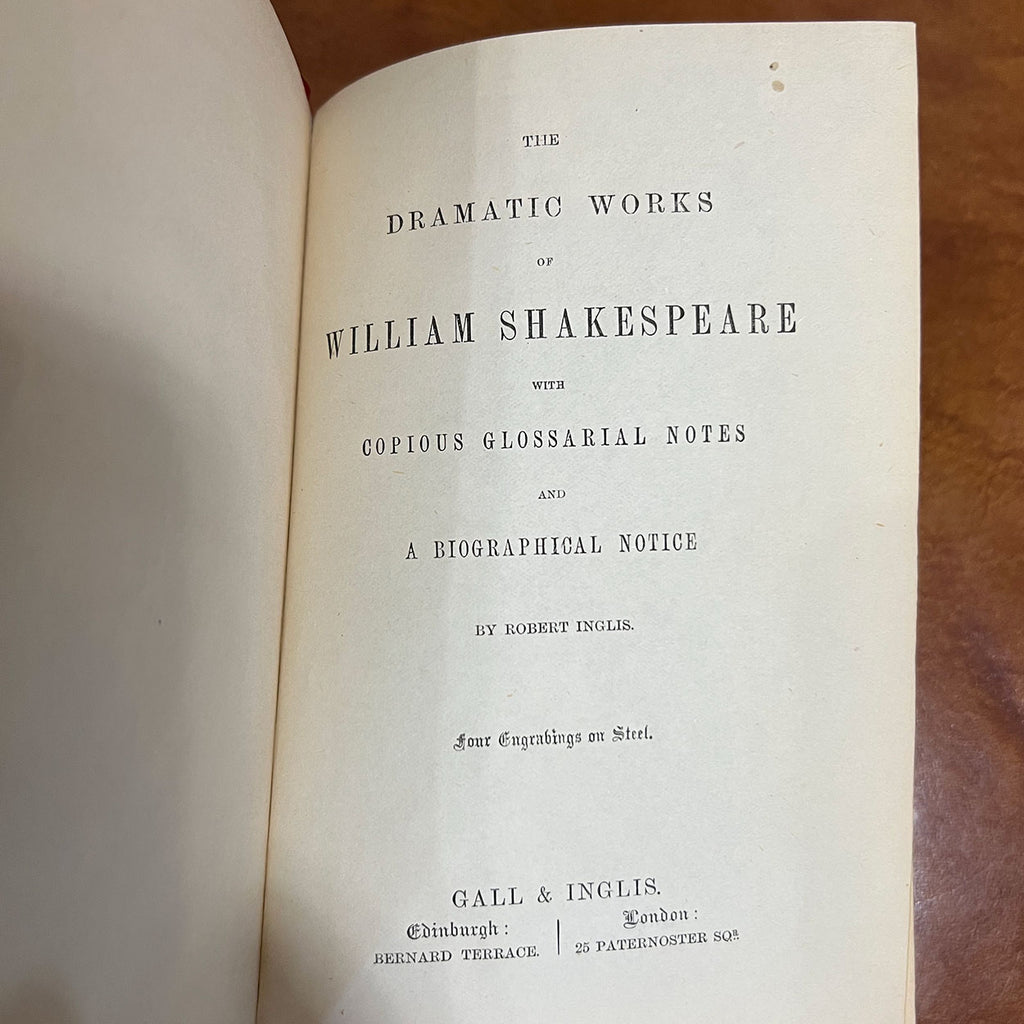 THE
DRAMATIC WORKS
OF
WILLIAM SHAKESPEARE
WITH
COPIOUS GLOSSARIAL NOTES
AND
A BIOGRAPHICAL NOTICE
BY ROBERT INGLIS.
Four Engravings on Steel.
GALL & INGLIS.
Edinburgh:
BERNARD TERRACE.
London:
25 PATERNOSTER SQR.